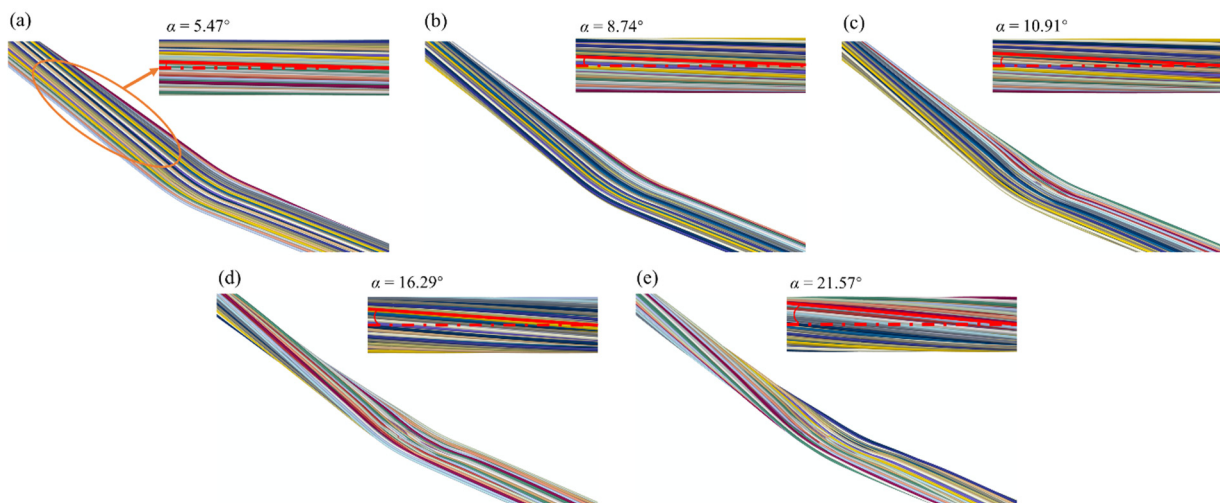 (a)
α = 5.47°
(b)
α = 8.74°
(c)
α = 10.91°
(d)
α = 16.29°
(e)
α = 21.57°